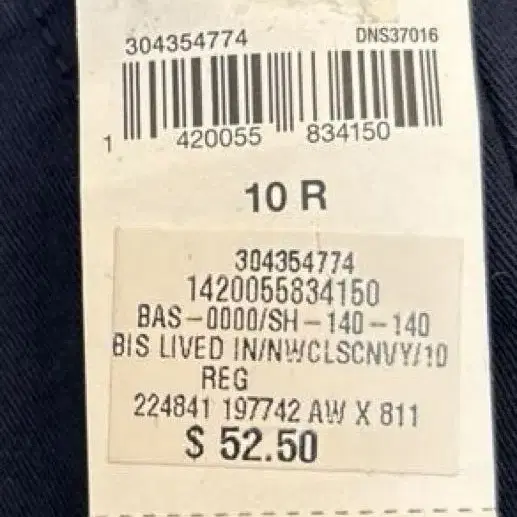 304354774 DNS37016
1 420055 834150
10 R
304354774
1420055834150
BAS-0000/SH-140-140
BIS LIVED IN/NWCLSCNVY/10
REG
224841 197742 AW X 811
$ 52.50